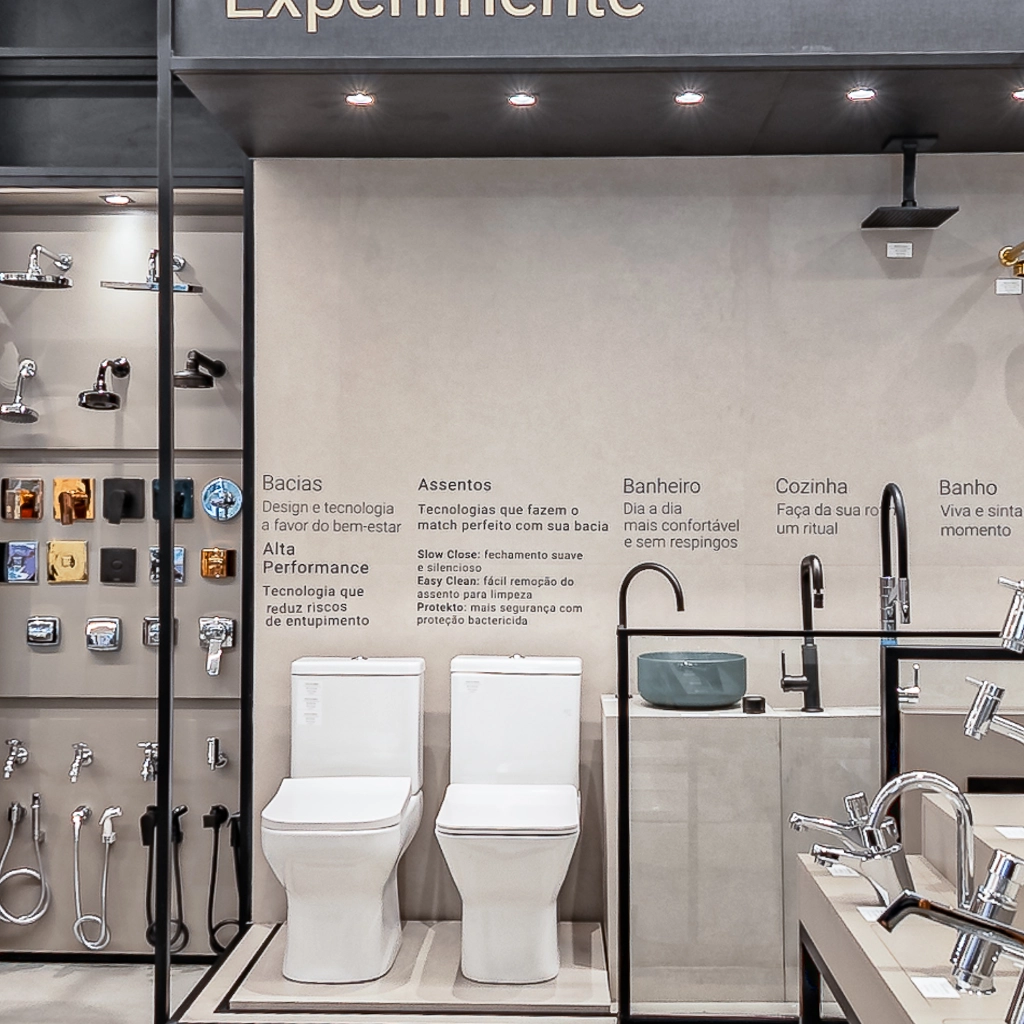 Experimente
Bacias
Design e tecnologia
a favor do bem-estar
Alta
Performance
Tecnologia que
reduz riscos
de entupimento
Assentos
Tecnologias que fazem o
match perfeito com sua bacia
Slow Close: fechamento suave
e silencioso
Easy Clean: fácil remoção do
assento para limpeza
Protekto: mais segurança com
proteção bactericida
Banheiro
Dia a dia
mais confortável
e sem respingos
Cozinha
Faça da sua
um ritual
Banho
Viva e sinta
momento